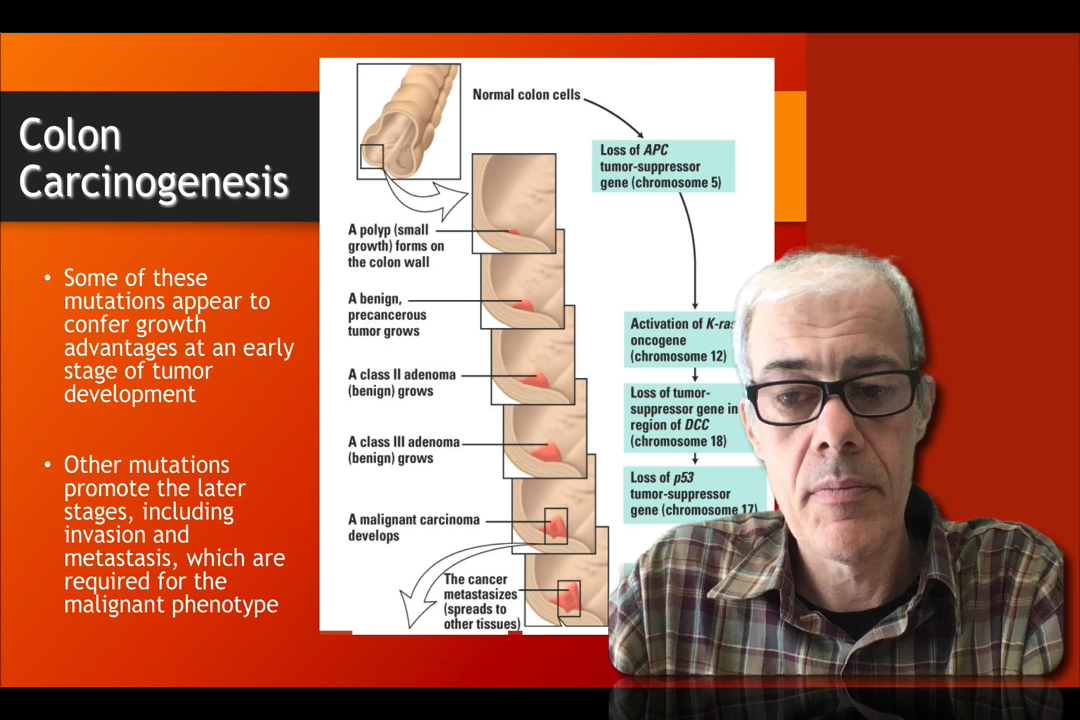 Colon
Carcinogenesis
• Some of these
mutations appear to
confer growth
advantages at an early
stage of tumor
development
• Other mutations
promote the later
stages, including
invasion and
metastasis, which are
required for the
malignant phenotype
Normal colon cells
Loss of APC
tumor-suppressor
gene (chromosome 5)
A polyp (small
growth) forms on
the colon wall
A benign,
precancerous
tumor grows
Activation of K-ras
oncogene
(chromosome 12)
A class II adenoma
(benign) grows
Loss of tumor-
suppressor gene in
region of DCC
(chromosome 18)
A class III adenoma
(benign) grows
Loss of p53
tumor-suppressor
gene (chromosome 17)
A malignant carcinoma
develops
The cancer
metastasizes
(spreads to
other tissues)